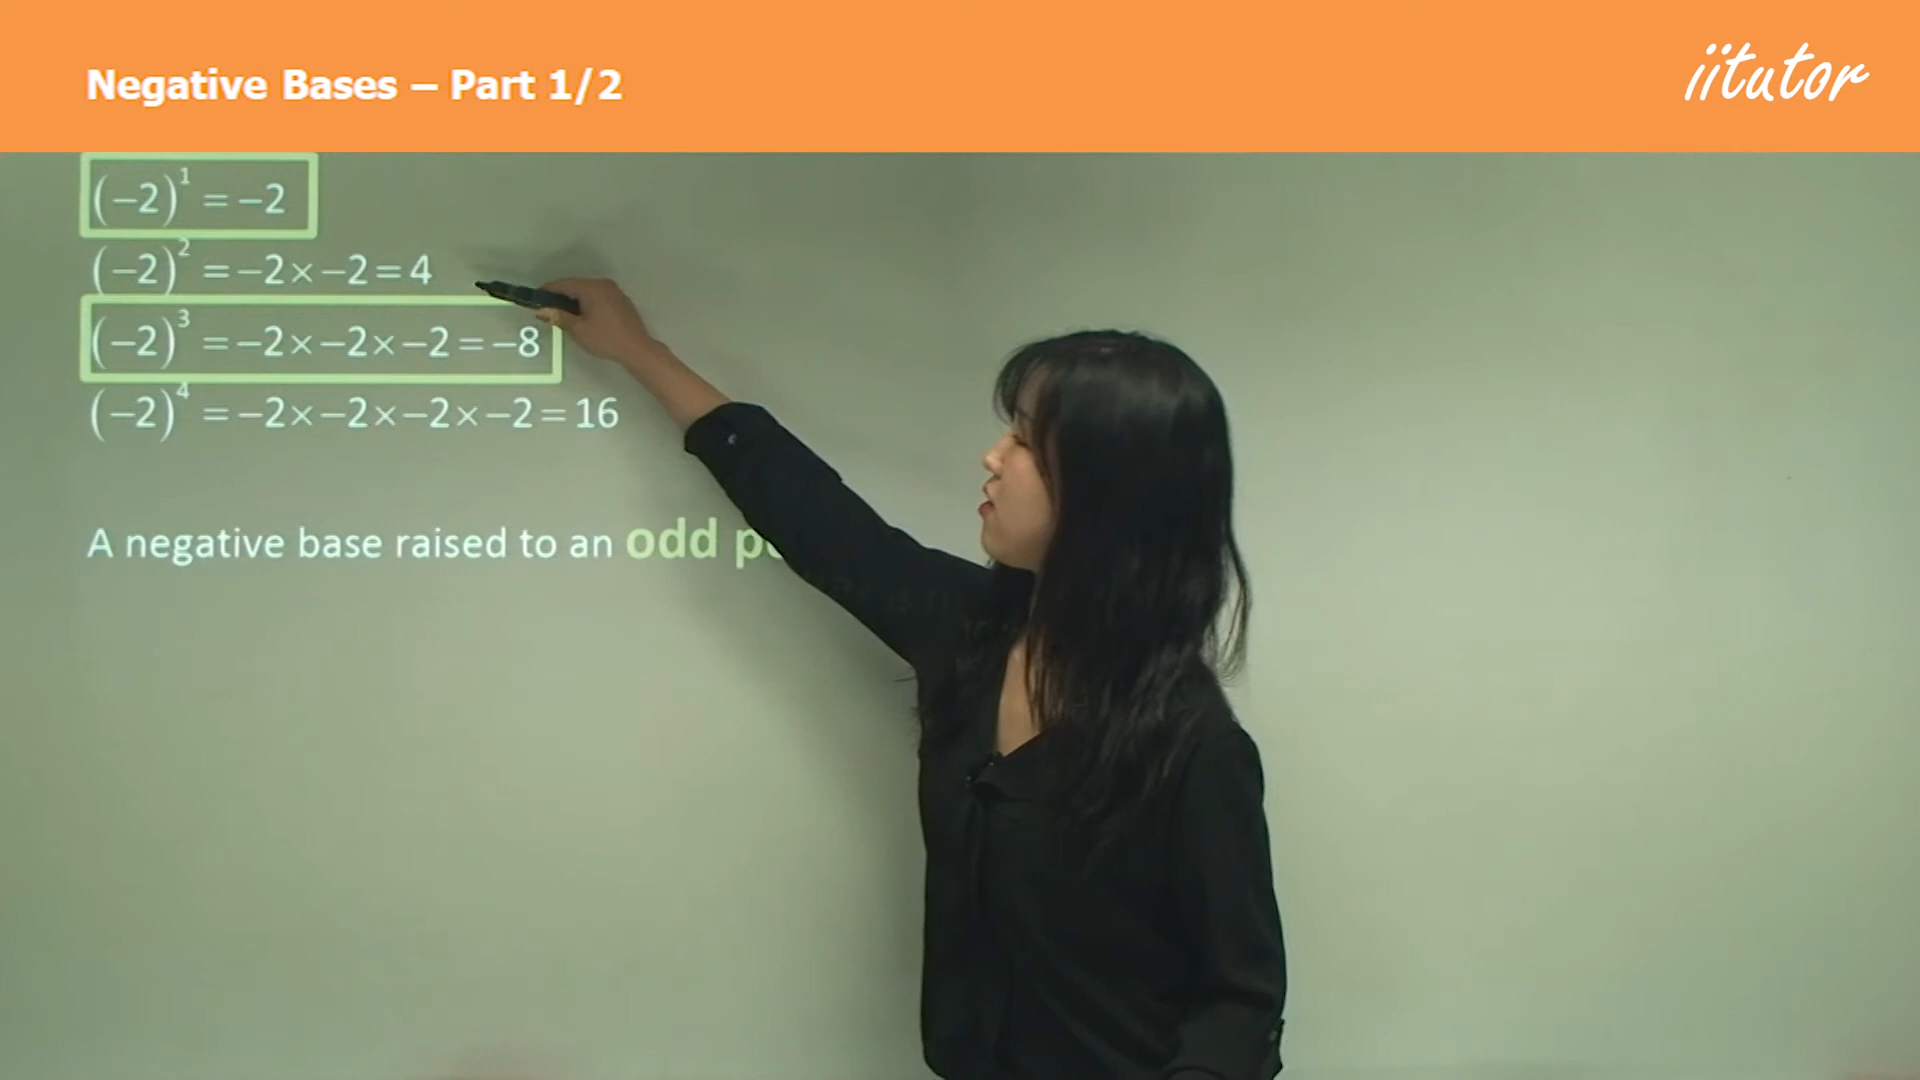 Negative Bases – Part 1/2
iitutor
(−2)¹ = −2
(−2)² = −2×−2=4
(−2)³ = −2×−2×−2=−8
(−2)⁴ = −2×−2×−2×−2=16
A negative base raised to an odd